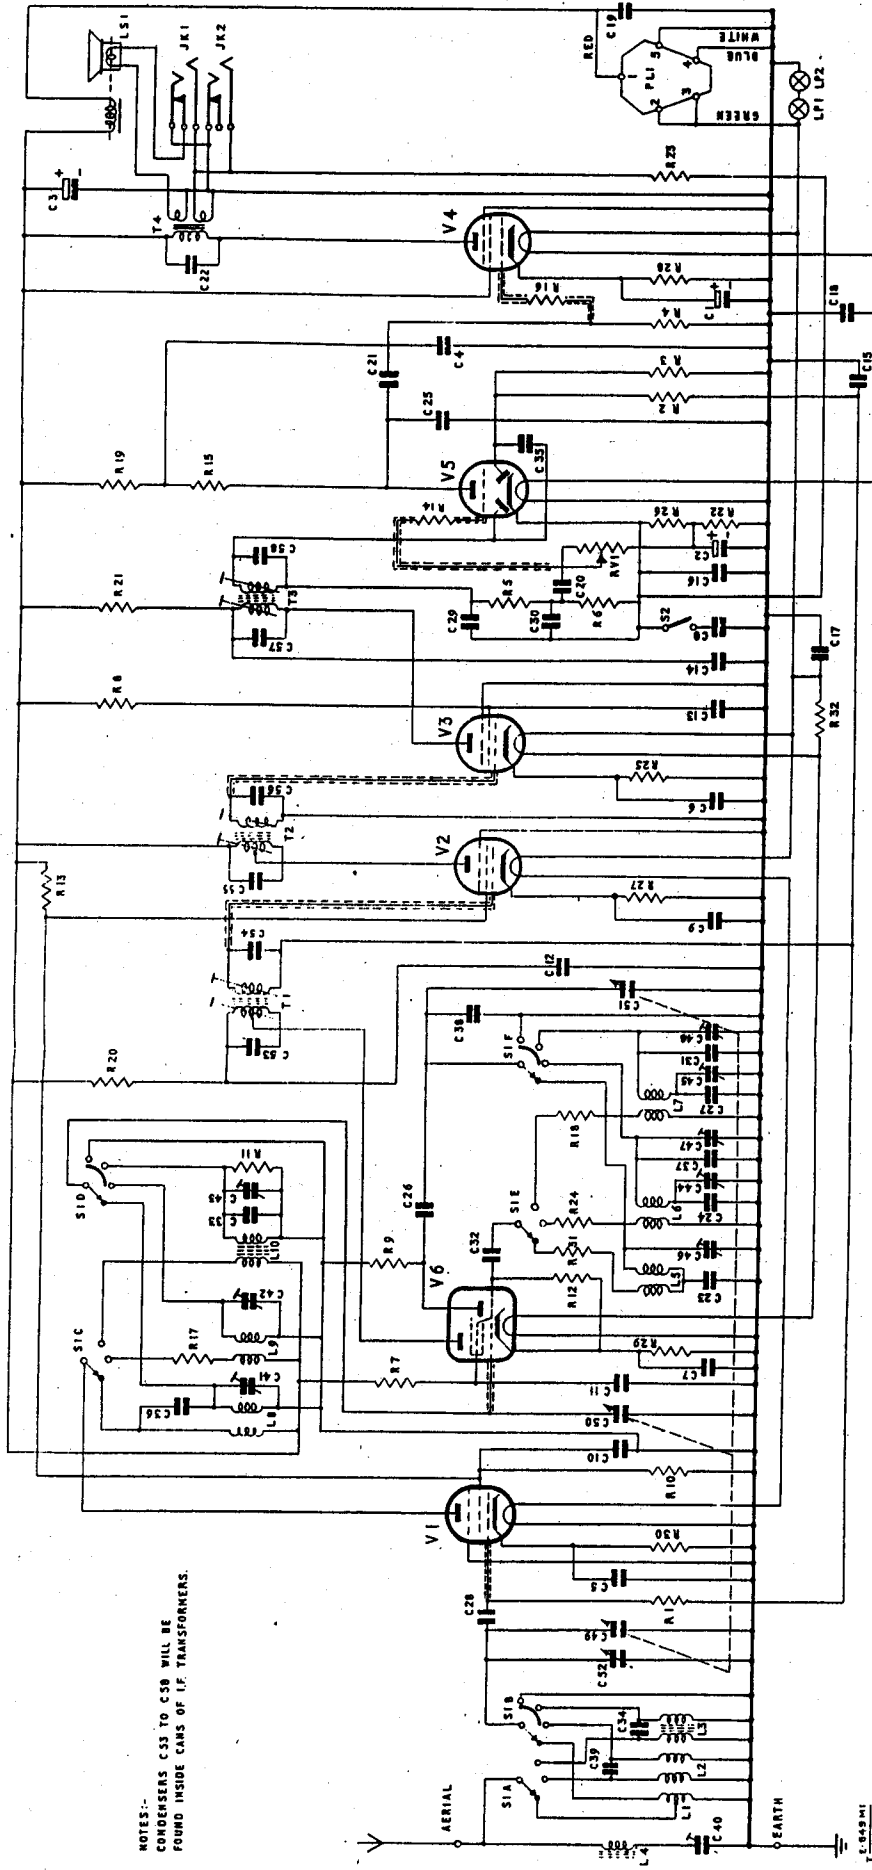 NOTES:-
CONDENSERS C53 TO C58 WILL BE
FOUND INSIDE CANS OF I.F. TRANSFORMERS.
AERIAL
EARTH
L4
C40
S1A
S1B
L1
L2
L3
C39
C34
C52
C49
C28
R1
C5
R30
V1
R10
C10
C50
C11
R7
C7
R29
V6
R12
R31
R24
C32
S1E
R18
C26
R9
S1C
S1D
C36
L8
C41
R17
L9
C42
L10
C33
C43
R11
L5
C23
C46
L6
C24
C44
C37
C47
L7
C27
C45
C31
C48
S1F
C38
C51
C12
R20
C53
T1
C54
R13
V2
C9
R27
C55
T2
C56
V3
C6
R25
R8
C13
C14
R32
C17
R21
C57
T3
C58
C29
R5
C30
R6
C20
RV1
S2
C8
C16
C2
+
-
R26
R22
R14
V5
C35
R19
R15
C25
C21
C4
R2
R3
R4
C15
C18
R16
V4
C1
+
-
R28
R23
C22
T4
C3
+
-
LS1
JK1
JK2
C19
RED
PL1
1
2
3
4
5
WHITE
BLUE
GREEN
LP1 LP2